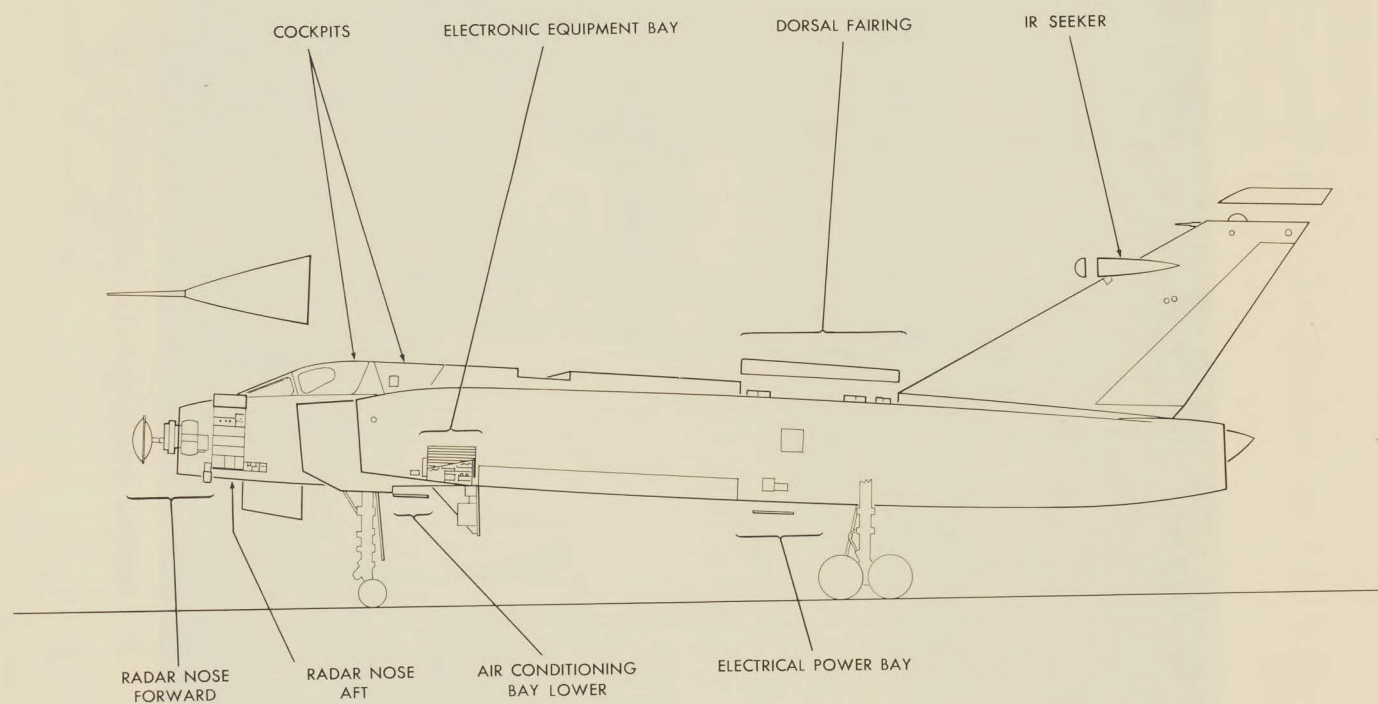 COCKPITS
ELECTRONIC EQUIPMENT BAY
DORSAL FAIRING
IR SEEKER
RADAR NOSE
FORWARD
RADAR NOSE
AFT
AIR CONDITIONING
BAY LOWER
ELECTRICAL POWER BAY